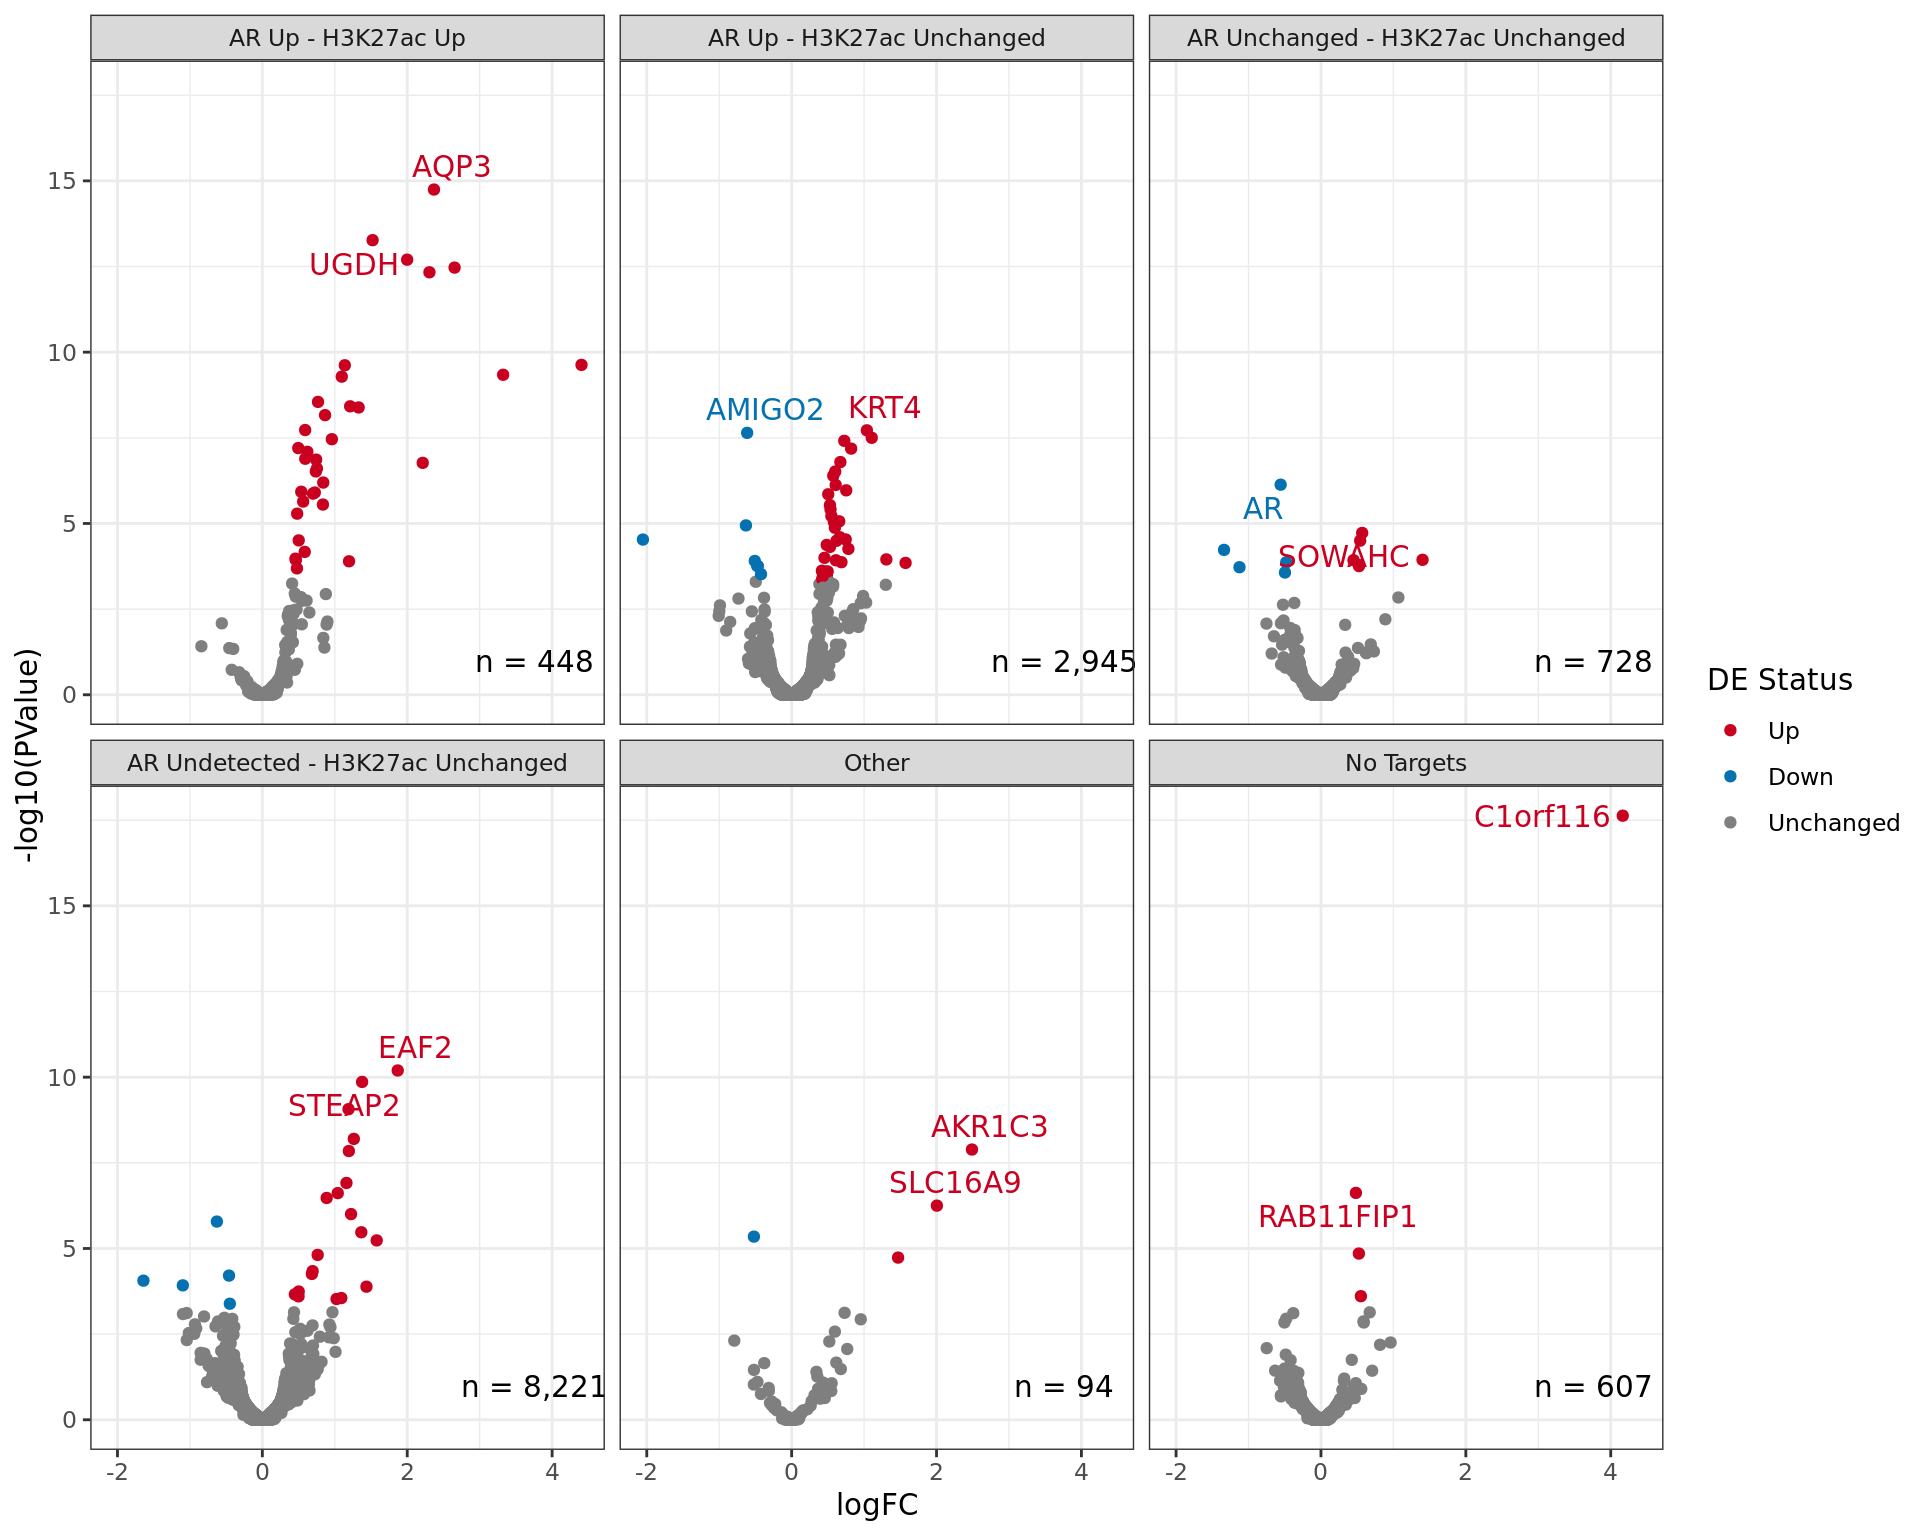 AR Up - H3K27ac Up
AR Up - H3K27ac Unchanged
AR Unchanged - H3K27ac Unchanged
15
10
5
0
AQP3
UGDH
n = 448
AMIGO2
KRT4
n = 2,945
AR
SOWAHC
n = 728
AR Undetected - H3K27ac Unchanged
Other
No Targets
15
10
5
0
EAF2
STEAP2
n = 8,221
AKR1C3
SLC16A9
n = 94
C1orf116
RAB11FIP1
n = 607
-2 0 2 4
-2 0 2 4
-2 0 2 4
logFC
-log10(PValue)
DE Status
Up
Down
Unchanged